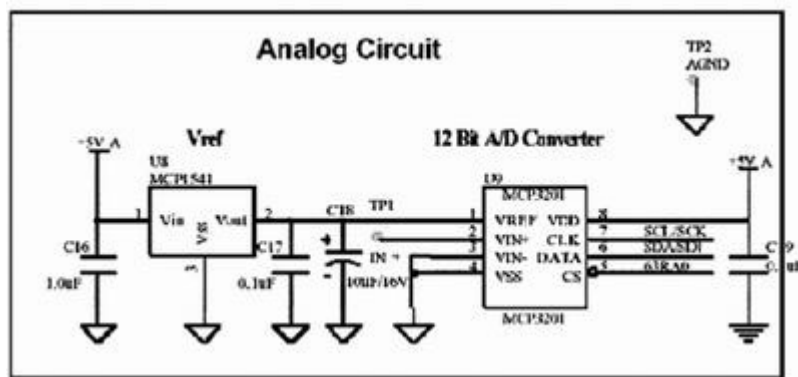 Analog Circuit
TP2
AGND
+5V A
Vref
12 Bit A/D Converter
+5V A
U8
MCP1541
U9
MCP3201
1
Vin
Vout
2
Vss
3
C16
1.0uF
C17
0.1uF
C18
+
-
10UF/16V
TP1
IN +
1
VREF
VDD
8
2
VIN+
CLK
7
SCL/SCK
3
VIN-
DATA
6
SDA/SDI
4
VSS
CS
5
63RA0
MCP3201